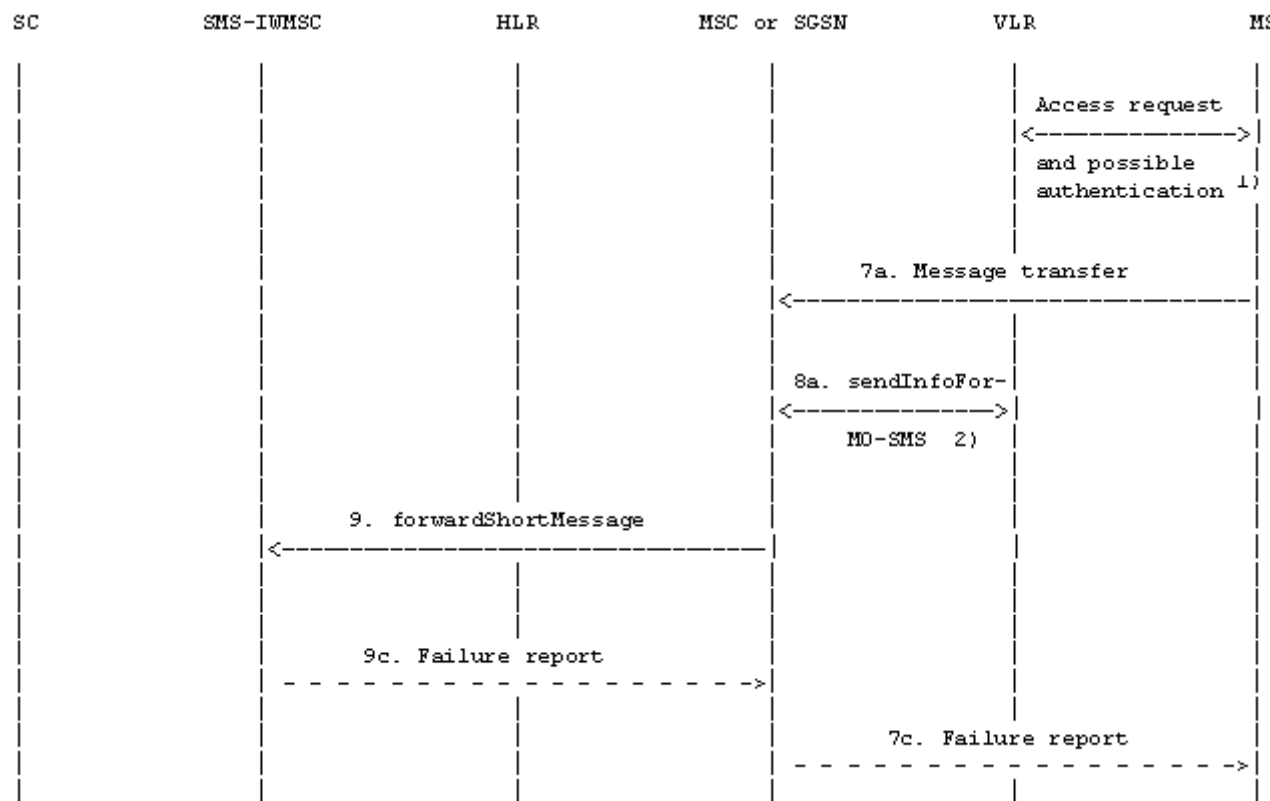 SC SMS-IWMSC HLR MSC or SGSN VLR MS
Access request
and possible
authentication 1)
7a. Message transfer
8a. sendInfoFor-
MO-SMS 2)
9. forwardShortMessage
9c. Failure report
7c. Failure report